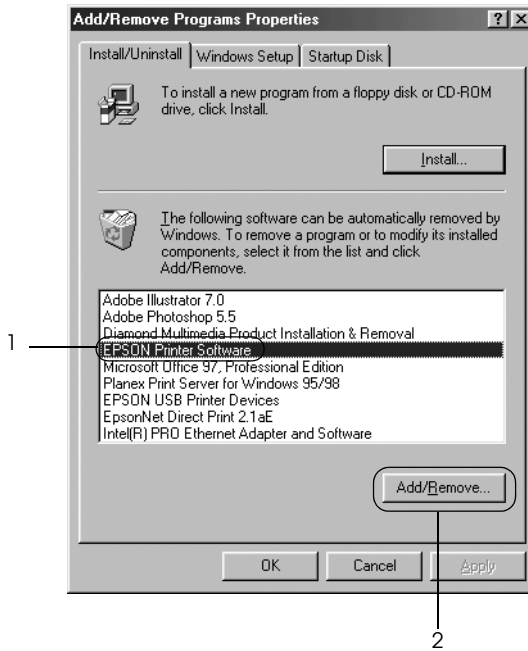 Add/Remove Programs Properties
Install/Uninstall Windows Setup Startup Disk
To install a new program from a floppy disk or CD-ROM
drive, click Install.
Install...
The following software can be automatically removed by
Windows. To remove a program or to modify its installed
components, select it from the list and click
Add/Remove.
Adobe Illustrator 7.0
Adobe Photoshop 5.5
Diamond Multimedia Product Installation & Removal
1
EPSON Printer Software
Microsoft Office 97, Professional Edition
Planex Print Server for Windows 95/98
EPSON USB Printer Devices
EpsonNet Direct Print 2.1aE
Intel(R) PRO Ethernet Adapter and Software
Add/Remove...
OK Cancel Apply
2